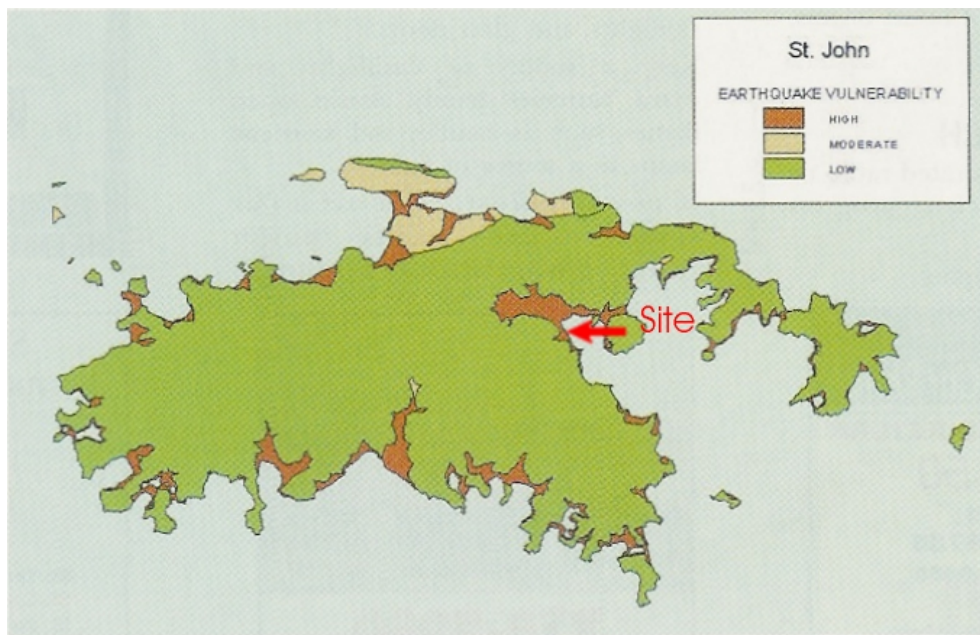 St. John
EARTHQUAKE VULNERABILITY
HIGH
MODERATE
LOW
Site